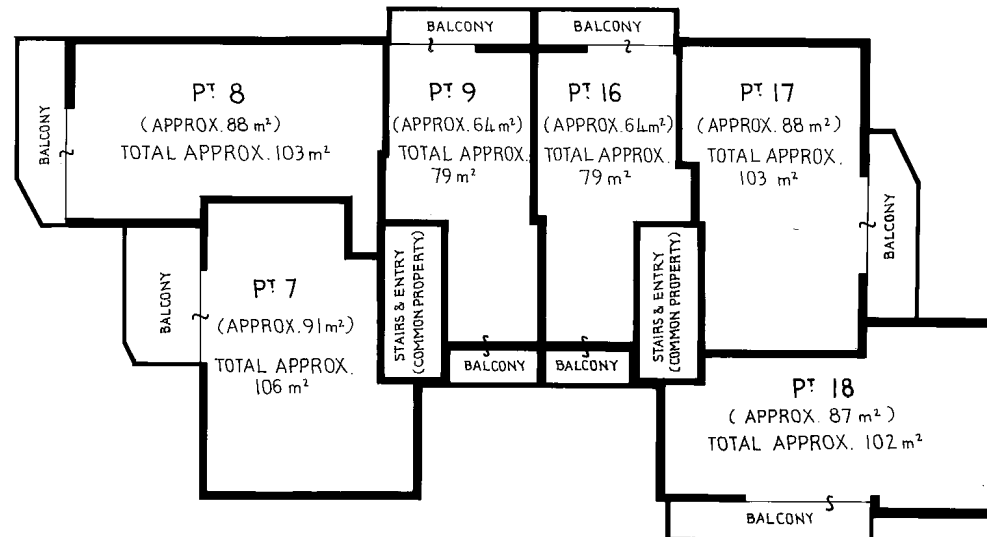 BALCONY
BALCONY
BALCONY
PT 8
(APPROX. 88 m²)
TOTAL APPROX. 103 m²
PT 9
(APPROX. 64 m²)
TOTAL APPROX.
79 m²
PT 16
(APPROX. 64 m²)
TOTAL APPROX.
79 m²
PT 17
(APPROX. 88 m²)
TOTAL APPROX.
103 m²
BALCONY
BALCONY
PT 7
(APPROX. 91 m²)
TOTAL APPROX.
106 m²
STAIRS & ENTRY
(COMMON PROPERTY)
BALCONY
BALCONY
STAIRS & ENTRY
(COMMON PROPERTY)
PT 18
(APPROX. 87 m²)
TOTAL APPROX. 102 m²
BALCONY